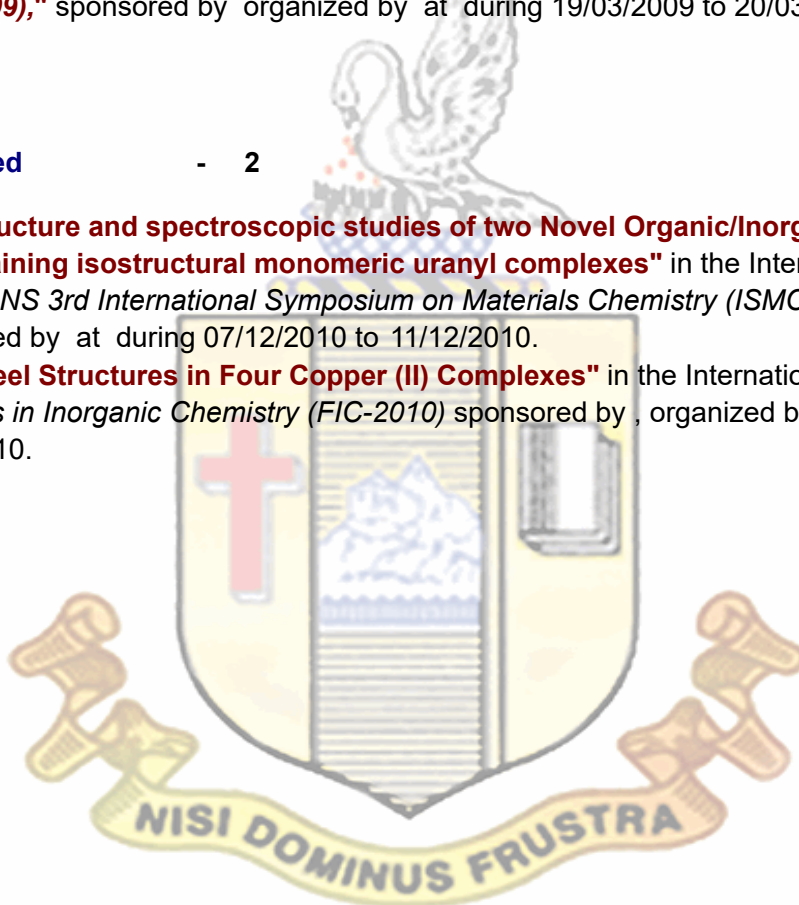 09)," sponsored by organized by at during 19/03/2009 to 20/03
ed - 2
ucture and spectroscopic studies of two Novel Organic/Inorg
aining isostructural monomeric uranyl complexes" in the Inter
NS 3rd International Symposium on Materials Chemistry (ISMC
ed by at during 07/12/2010 to 11/12/2010.
eel Structures in Four Copper (II) Complexes" in the Internatio
s in Inorganic Chemistry (FIC-2010) sponsored by , organized b
10.
NISI DOMINUS FRUSTRA